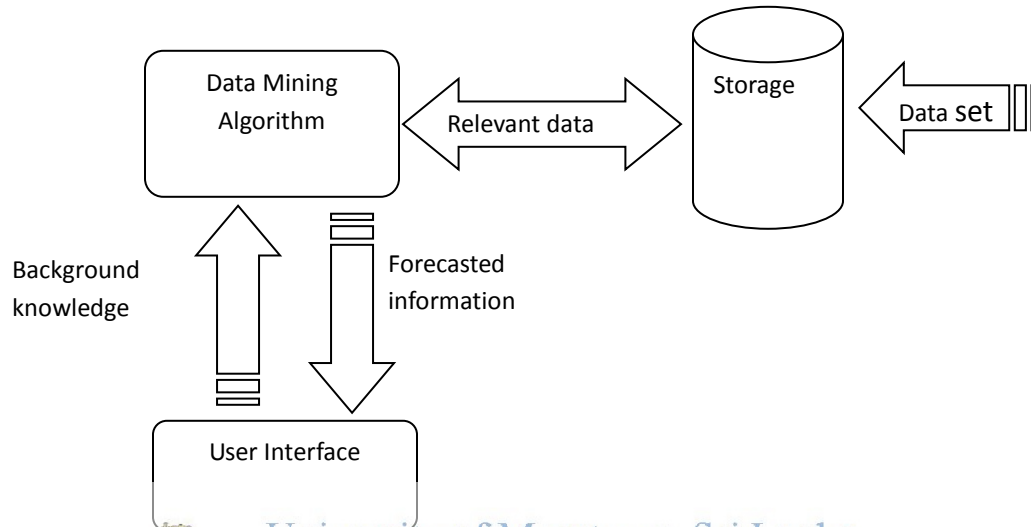 Data Mining
Algorithm
Storage
Relevant data
Data set
Background
knowledge
Forecasted
information
User Interface